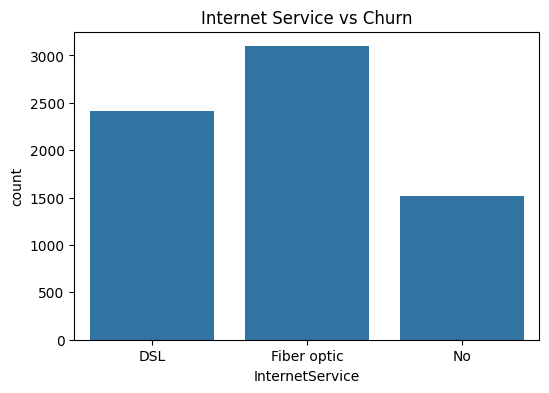 Internet Service vs Churn
3000
2500
2000
1500
1000
500
0
count
DSL
Fiber optic
No
InternetService